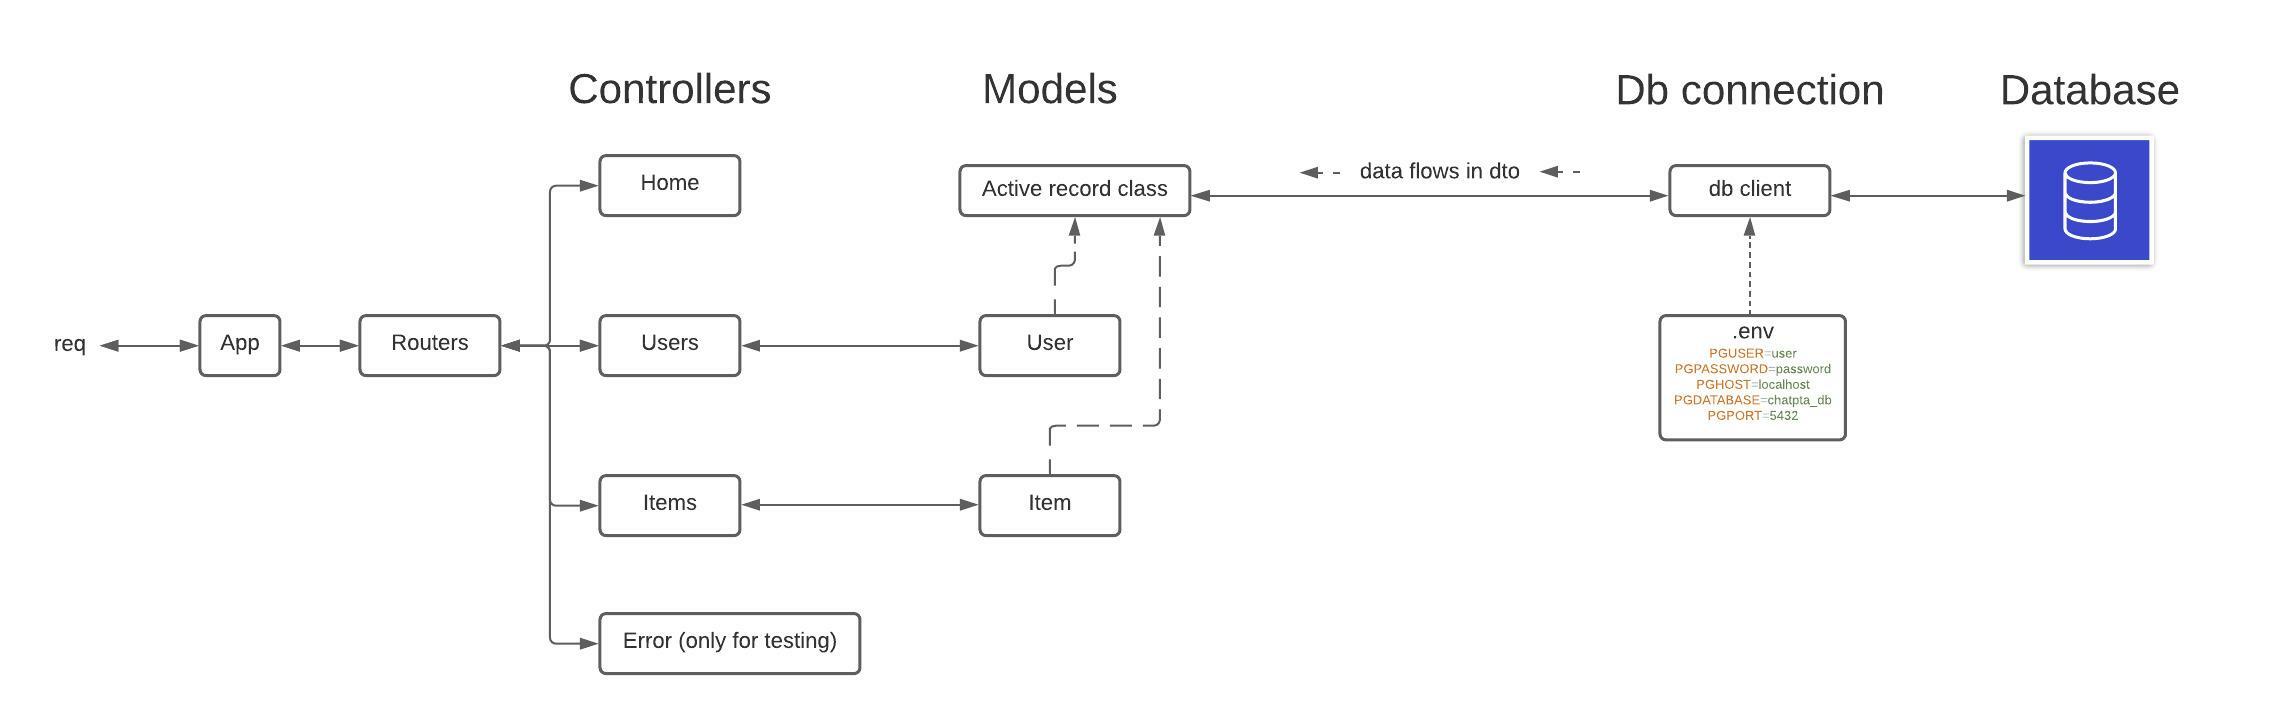 Controllers
Models
Db connection
Database
Home
Active record class
data flows in dto
db client
req
App
Routers
Users
User
.env
PGUSER=user
PGPASSWORD=password
PGHOST=localhost
PGDATABASE=chatpta_db
PGPORT=5432
Items
Item
Error (only for testing)